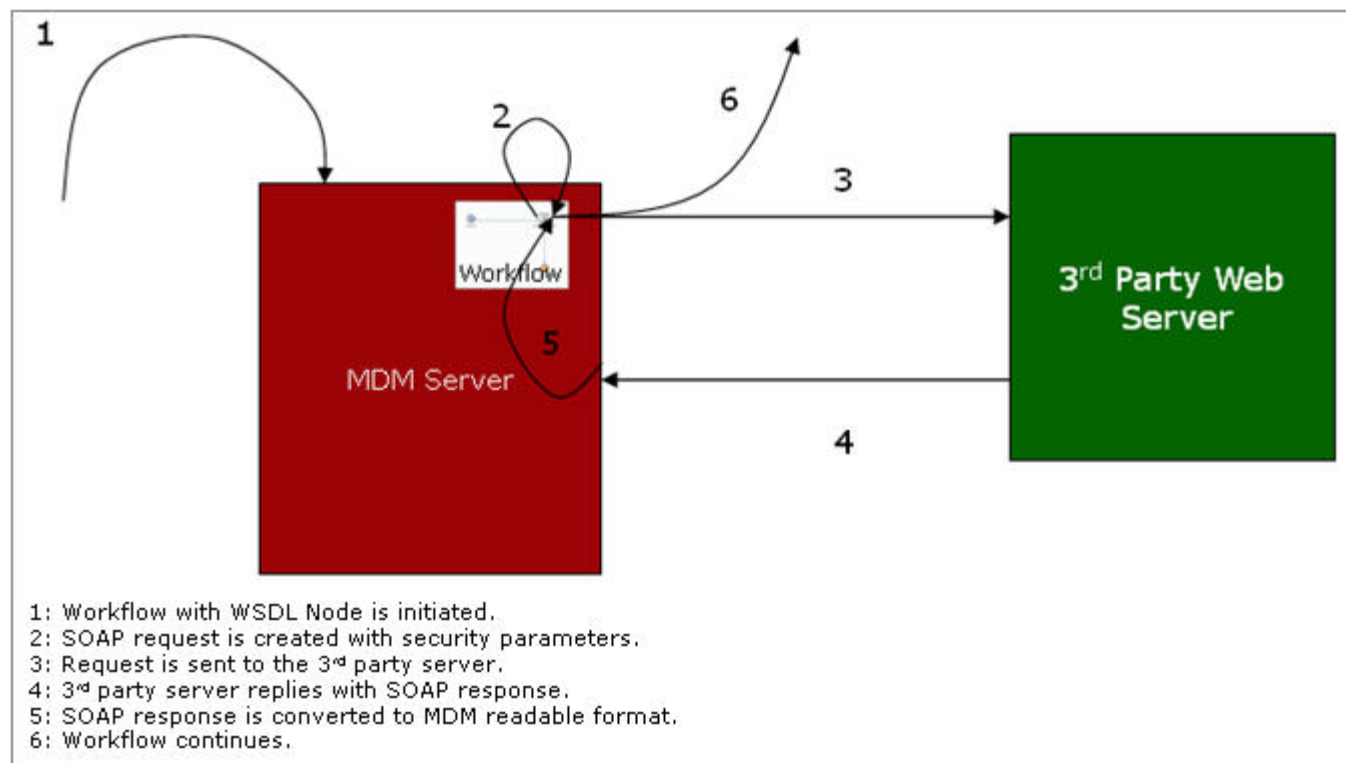 1
2
6
3
Workflow
3rd Party Web
Server
5
MDM Server
4
1: Workflow with WSDL Node is initiated.
2: SOAP request is created with security parameters.
3: Request is sent to the 3rd party server.
4: 3rd party server replies with SOAP response.
5: SOAP response is converted to MDM readable format.
6: Workflow continues.